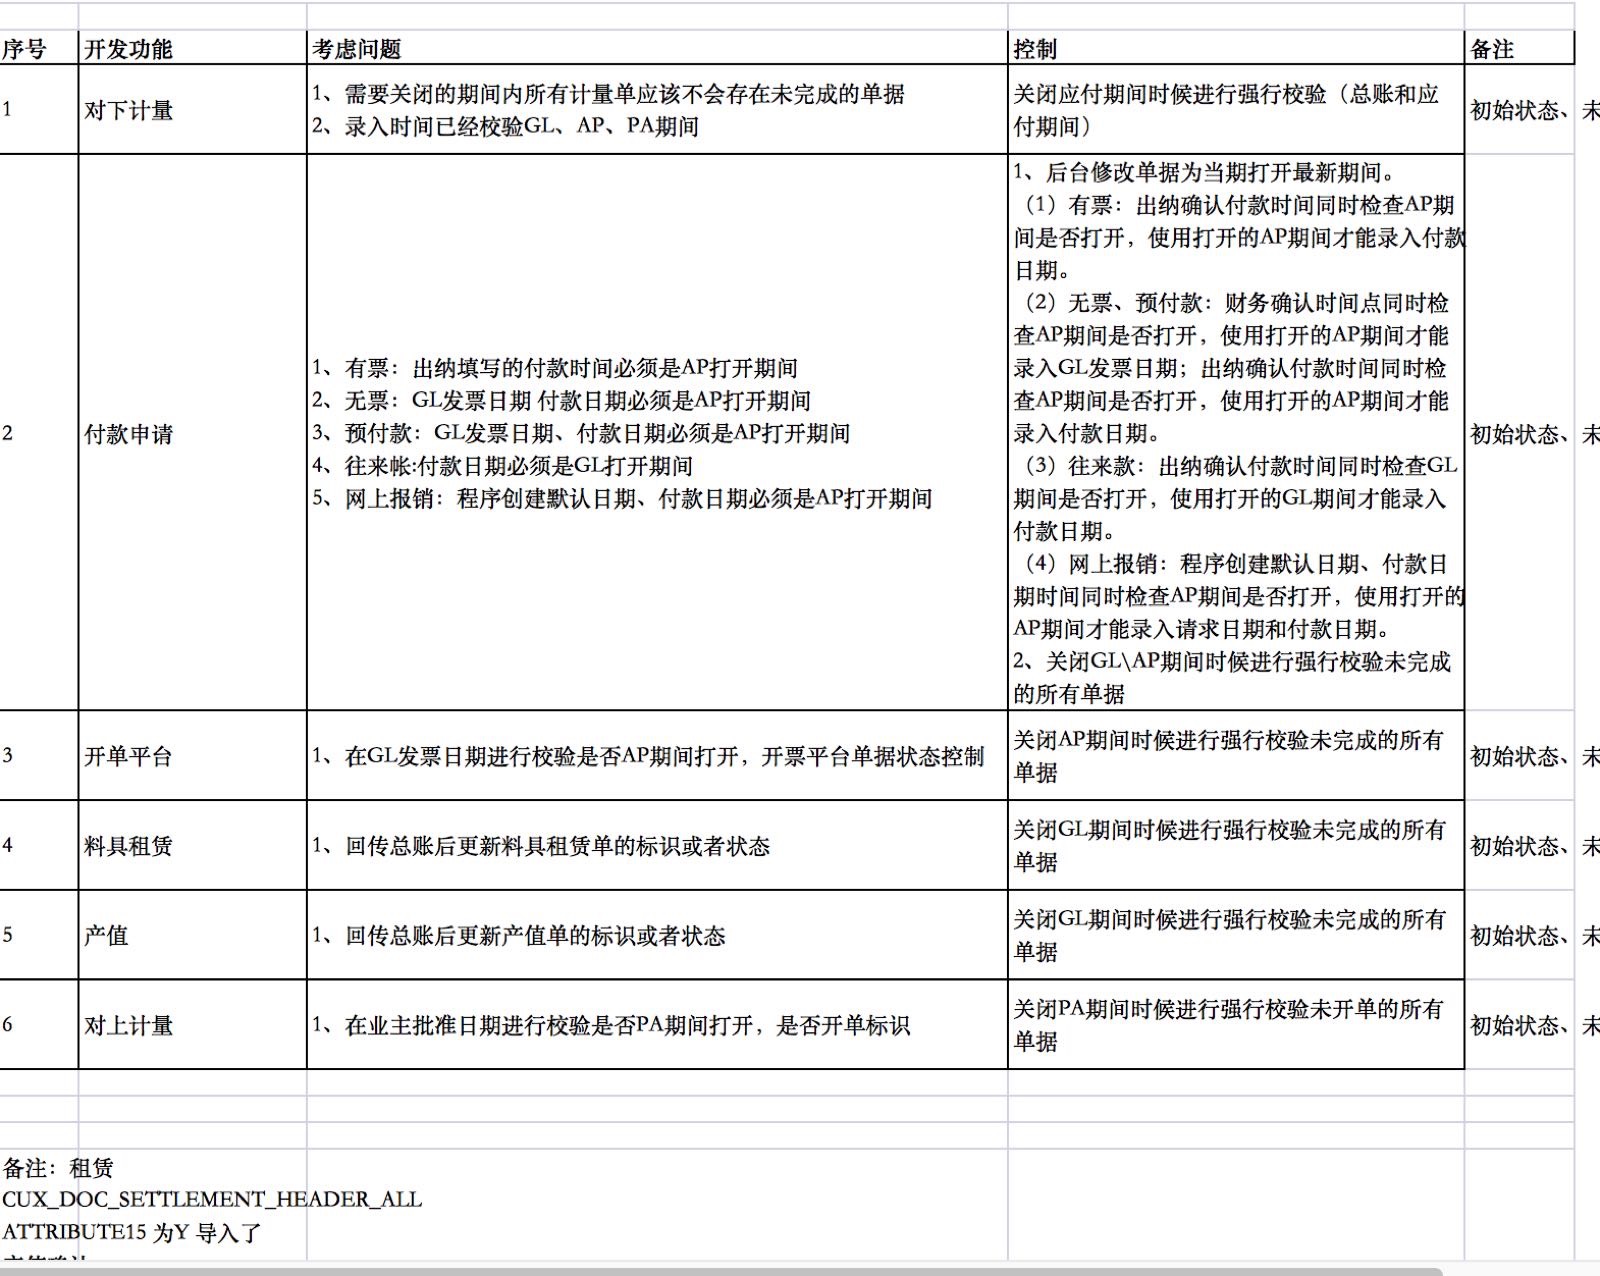 序号 开发功能 考虑问题 控制 备注
1 对下计量
1、需要关闭的期间内所有计量单应该不会存在未完成的单据
2、录入时间已经校验GL、AP、PA期间
关闭应付期间时候进行强行校验（总账和应
付期间）
初始状态、未
2 付款申请
1、有票：出纳填写的付款时间必须是AP打开期间
2、无票：GL发票日期 付款日期必须是AP打开期间
3、预付款：GL发票日期、付款日期必须是AP打开期间
4、往来帐:付款日期必须是GL打开期间
5、网上报销：程序创建默认日期、付款日期必须是AP打开期间
1、后台修改单据为当期打开最新期间。
（1）有票：出纳确认付款时间同时检查AP期
间是否打开，使用打开的AP期间才能录入付款
日期。
（2）无票、预付款：财务确认时间点同时检
查AP期间是否打开，使用打开的AP期间才能
录入GL发票日期；出纳确认付款时间同时检
查AP期间是否打开，使用打开的AP期间才能
录入付款日期。
（3）往来款：出纳确认付款时间同时检查GL
期间是否打开，使用打开的GL期间才能录入
付款日期。
（4）网上报销：程序创建默认日期、付款日
期时间同时检查AP期间是否打开，使用打开的
AP期间才能录入请求日期和付款日期。
2、关闭GL\AP期间时候进行强行校验未完成
的所有单据
初始状态、未
3 开单平台
1、在GL发票日期进行校验是否AP期间打开，开票平台单据状态控制
关闭AP期间时候进行强行校验未完成的所有
单据
初始状态、未
4 料具租赁
1、回传总账后更新料具租赁单的标识或者状态
关闭GL期间时候进行强行校验未完成的所有
单据
初始状态、未
5 产值
1、回传总账后更新产值单的标识或者状态
关闭GL期间时候进行强行校验未完成的所有
单据
初始状态、未
6 对上计量
1、在业主批准日期进行校验是否PA期间打开，是否开单标识
关闭PA期间时候进行强行校验未开单的所有
单据
初始状态、未
备注：租赁
CUX_DOC_SETTLEMENT_HEADER_ALL
ATTRIBUTE15 为Y 导入了